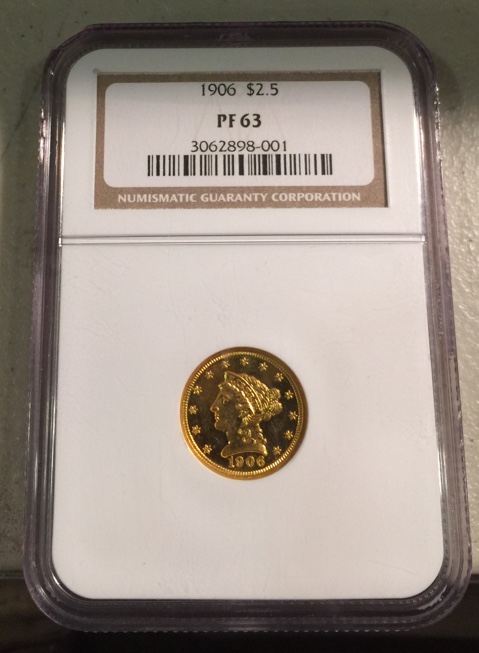 1906 $2.5
PF 63
3062898-001
NUMISMATIC GUARANTY CORPORATION
1906